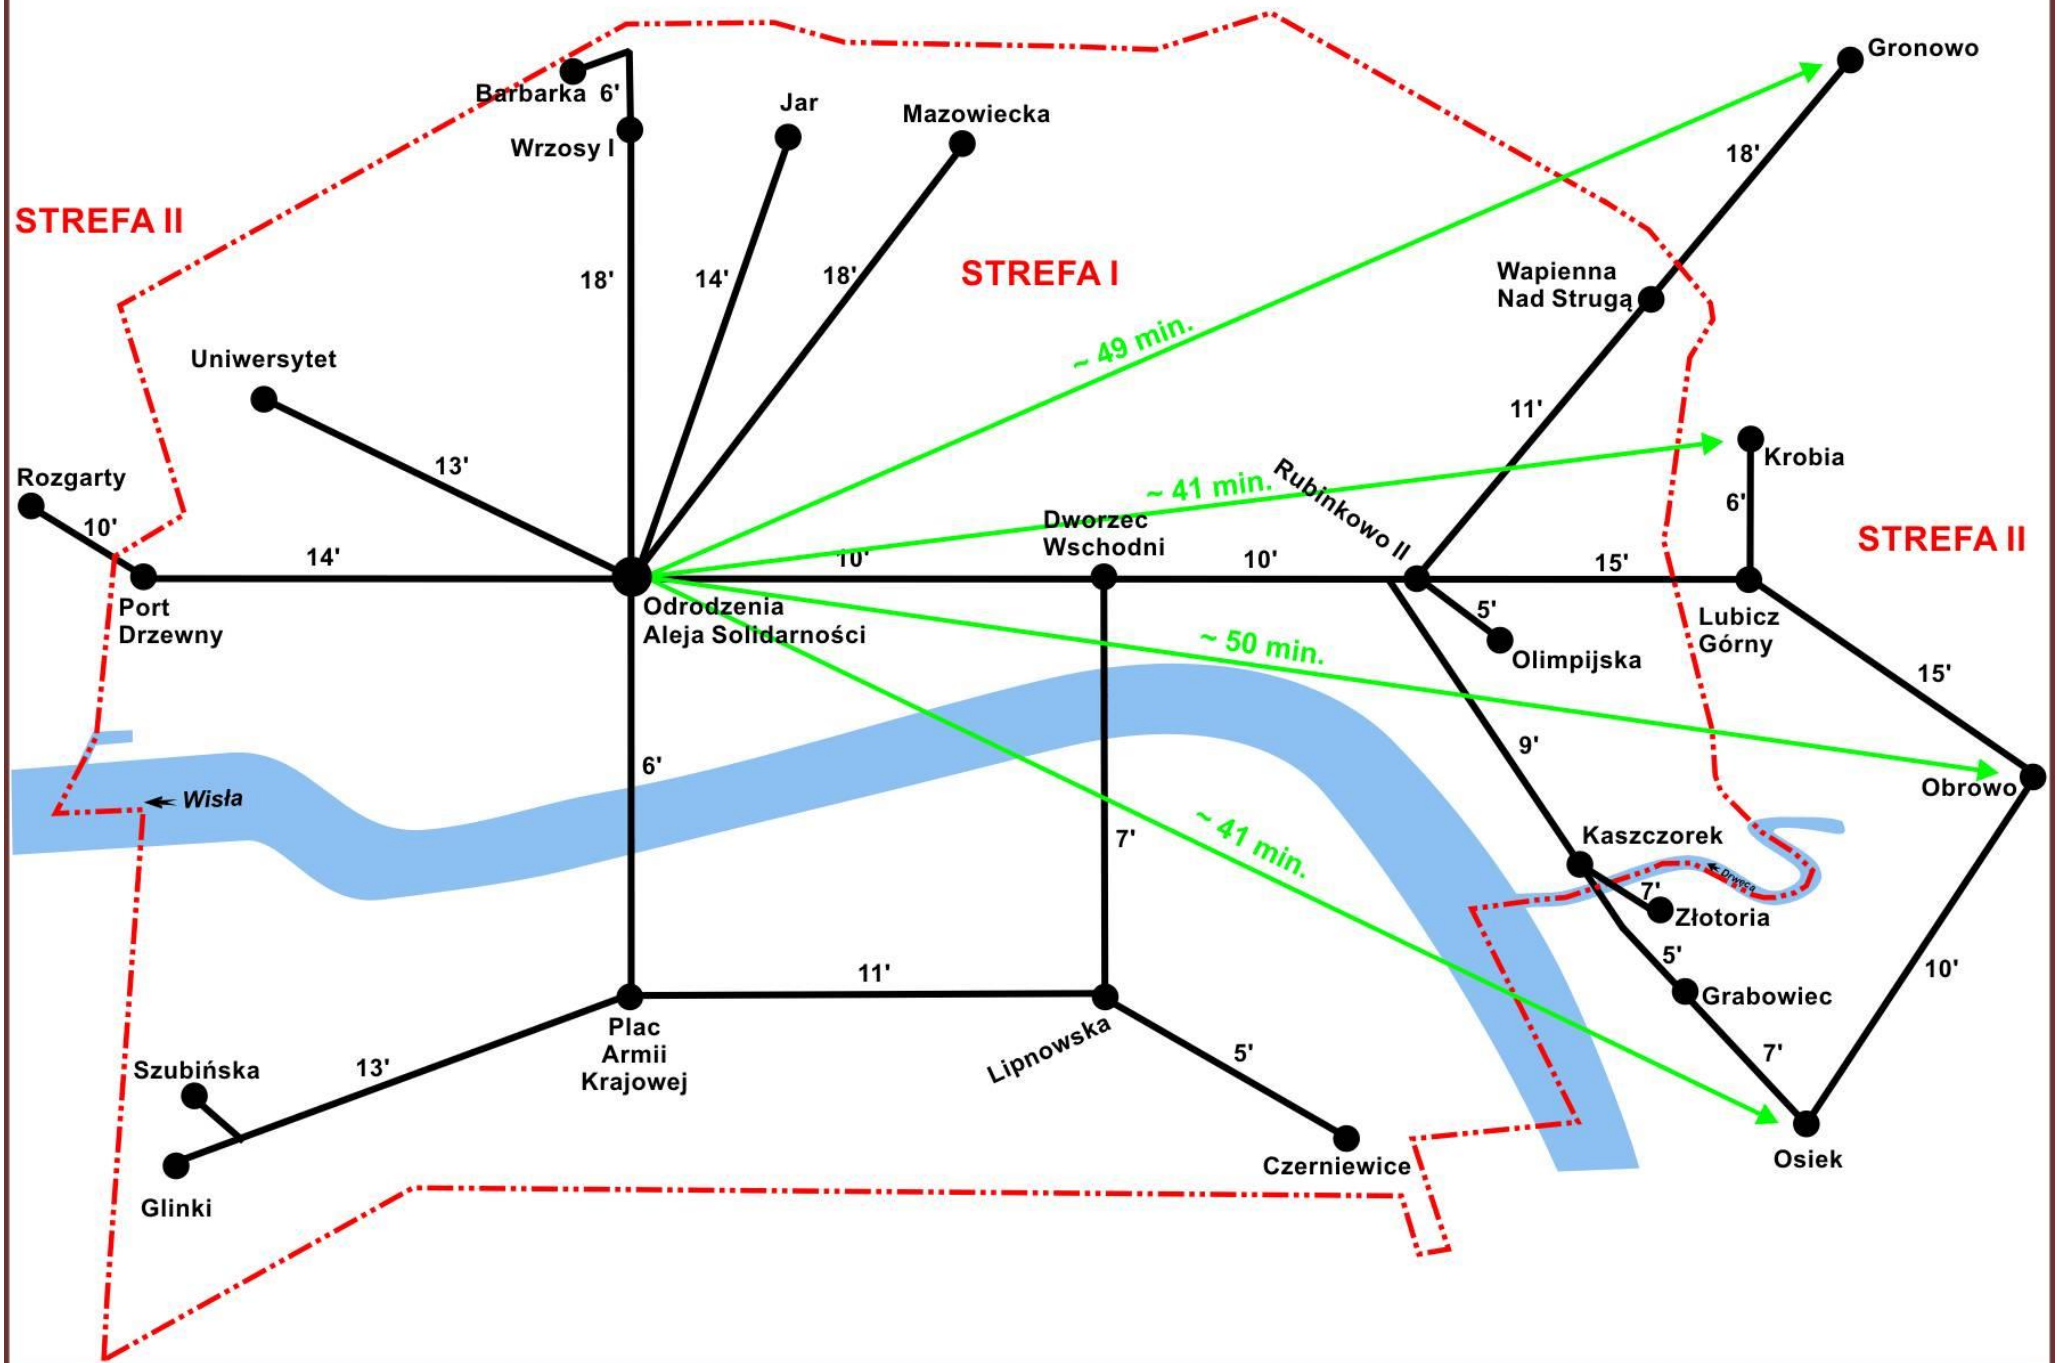 Gronowo
Barbarka 6'
Jar
Mazowiecka
Wrzosy I
18'
STREFA II
STREFA I
Wapienna
Nad Strugą
18'
14'
18'
~ 49 min.
Uniwersytet
11'
13'
Krobia
Rozgarty
Rubinkowo II
~ 41 min.
6'
10'
Dworzec
Wschodni
STREFA II
14'
10'
10'
15'
Port
Drzewny
Odrodzenia
Aleja Solidarności
5'
Lubicz
Górny
~ 50 min.
Olimpijska
15'
9'
6'
Obrowo
Wisła
~ 41 min.
7'
Kaszczorek
Drwęca
7'
Złotoria
5'
10'
11'
Grabowiec
Plac
Armii
Krajowej
Lipnowska
7'
5'
Szubińska
13'
Czerniewice
Osiek
Glinki